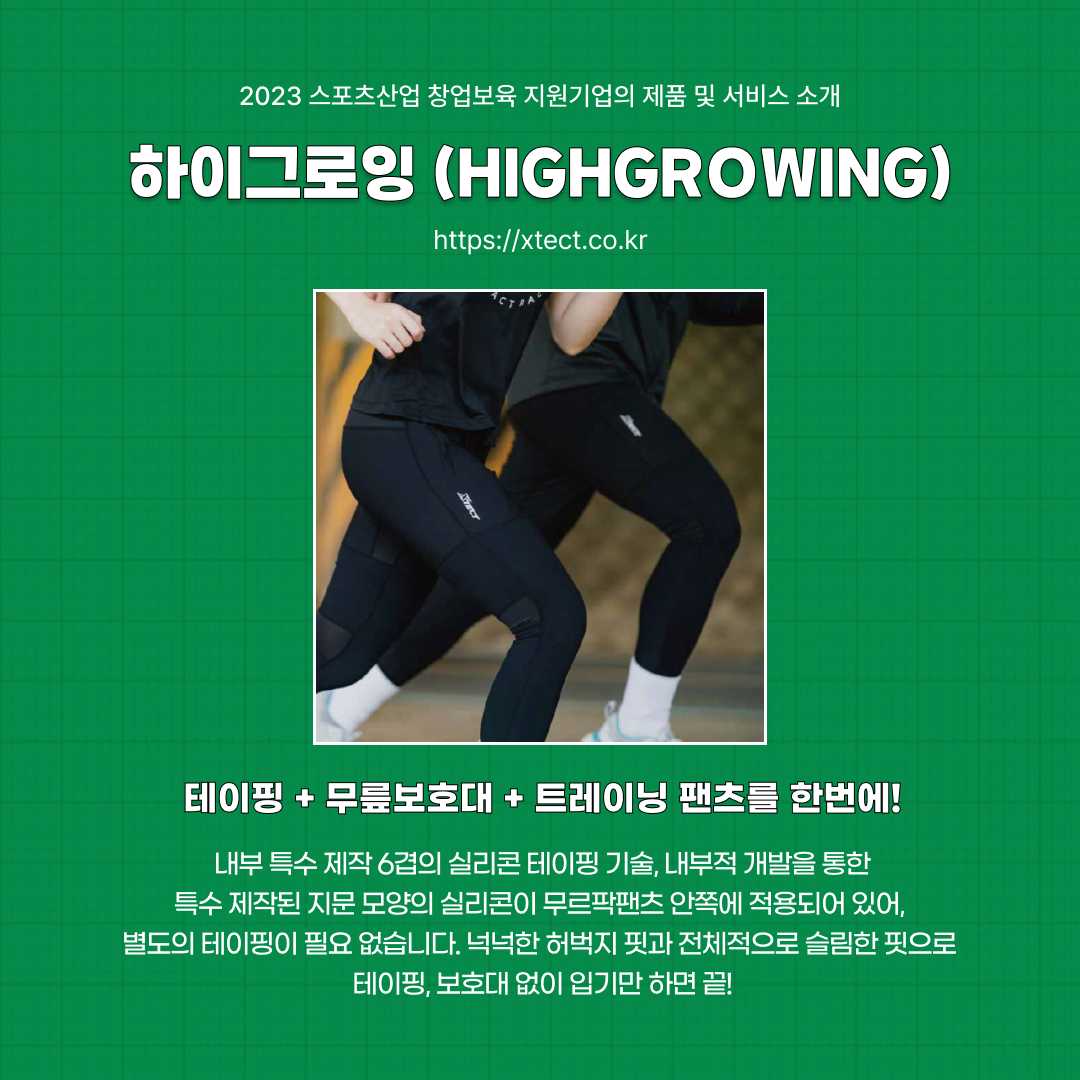 2023 스포츠산업 창업보육 지원기업의 제품 및 서비스 소개
하이그로잉 (HIGHGROWING)
https://xtect.co.kr
XTECT
테이핑 + 무릎보호대 + 트레이닝 팬츠를 한번에!
내부 특수 제작 6겹의 실리콘 테이핑 기술, 내부적 개발을 통한
특수 제작된 지문 모양의 실리콘이 무르팍팬츠 안쪽에 적용되어 있어,
별도의 테이핑이 필요 없습니다. 넉넉한 허벅지 핏과 전체적으로 슬림한 핏으로
테이핑, 보호대 없이 입기만 하면 끝!